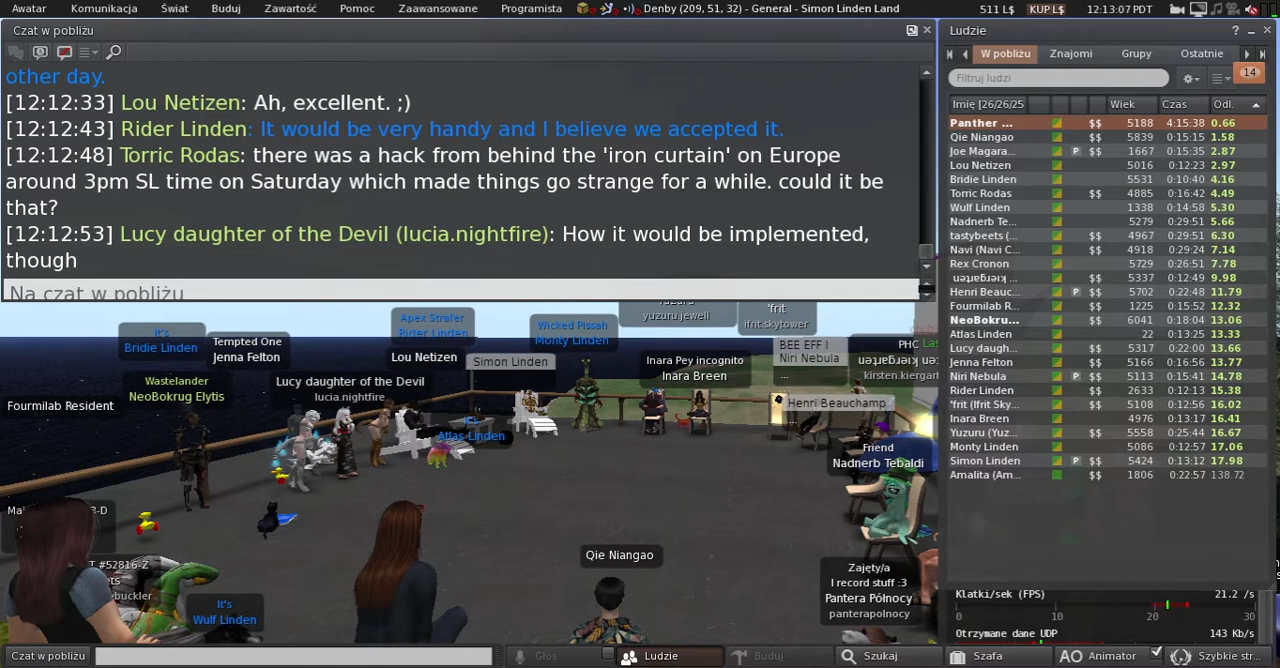 Awatar Komunikacja Świat Buduj Zawartość Pomoc Zaawansowane Programista Denby (209, 51, 32) - General - Simon Linden Land 511 L$ KUP L$ 12:13:07 PDT
Czat w pobliżu
other day.
[12:12:33] Lou Netizen: Ah, excellent. ;)
[12:12:43] Rider Linden: It would be very handy and I believe we accepted it.
[12:12:48] Torric Rodas: there was a hack from behind the 'iron curtain' on Europe
around 3pm SL time on Saturday which made things go strange for a while. could it be
that?
[12:12:53] Lucy daughter of the Devil (lucia.nightfire): How it would be implemented,
though
Na czat w pobliżu
Ludzie
W pobliżu Znajomi Grupy Ostatnie
Filtruj ludzi
14
Imię [26/26/25 Wiek Czas Odl.
Panther ... $$ 5188 4:15:38 0.66
Qie Niangao 5839 0:15:15 1.58
Joe Magara... P $$ 1667 0:15:35 2.87
Lou Netizen 5016 0:12:23 2.97
Bridie Linden 5531 0:10:40 4.16
Torric Rodas $$ 4885 0:16:42 4.49
Wulf Linden 1338 0:14:58 5.30
Nadnerb Te... 5279 0:29:51 5.66
tastybeets (... $$ 4967 0:29:51 6.30
Navi (Navi C... $$ 4918 0:29:24 7.14
Rex Cronon 5729 0:26:51 7.78
$$ 5337 0:12:49 9.98
Henri Beauc... P $$ 5702 0:22:48 11.79
Fourmilab R... 1225 0:15:52 12.32
NeoBokru... $$ 6041 0:18:04 13.06
Atlas Linden 22 0:13:25 13.33
Lucy daugh... $$ 5317 0:22:00 13.66
Jenna Felton $$ 5166 0:16:56 13.77
Niri Nebula P $$ 5113 0:15:41 14.78
Rider Linden $$ 2633 0:12:13 15.38
'frit (Ifrit Sky... $$ 5108 0:12:56 16.02
Inara Breen 4976 0:13:17 16.41
Yuzuru (Yuz... $$ 5558 0:25:44 16.67
Monty Linden 5086 0:12:57 17.06
Simon Linden P $$ 5424 0:13:12 17.98
Amalita (Am... $$ 1806 0:22:57 138.72
Klatki/sek (FPS) 21.2 /s
10 20 30
Otrzymane dane UDP 143 Kb/s
yuzuru.jewell
'frit
ifrit.skytower
Apex Strafer
Rider Linden
Wicked Pissah
Monty Linden
It's
Bridie Linden
Tempted One
Jenna Felton
Lou Netizen
Simon Linden
Inara Pey incognito
Inara Breen
BEE EFF I
Niri Nebula
...
PHC
kirsten.kiergart
Wastelander
NeoBokrug Elytis
Lucy daughter of the Devil
lucia.nightfire
Fourmilab Resident
Henri Beauchamp
It's
Atlas Linden
Friend
Nadnerb Tebaldi
Qie Niangao
Zajęty/a
I record stuff :3
Pantera Północy
panterapolnocy
It's
Wulf Linden
Czat w pobliżu Głos Ludzie Buduj Szukaj Szafa AO Animator Szybkie str...